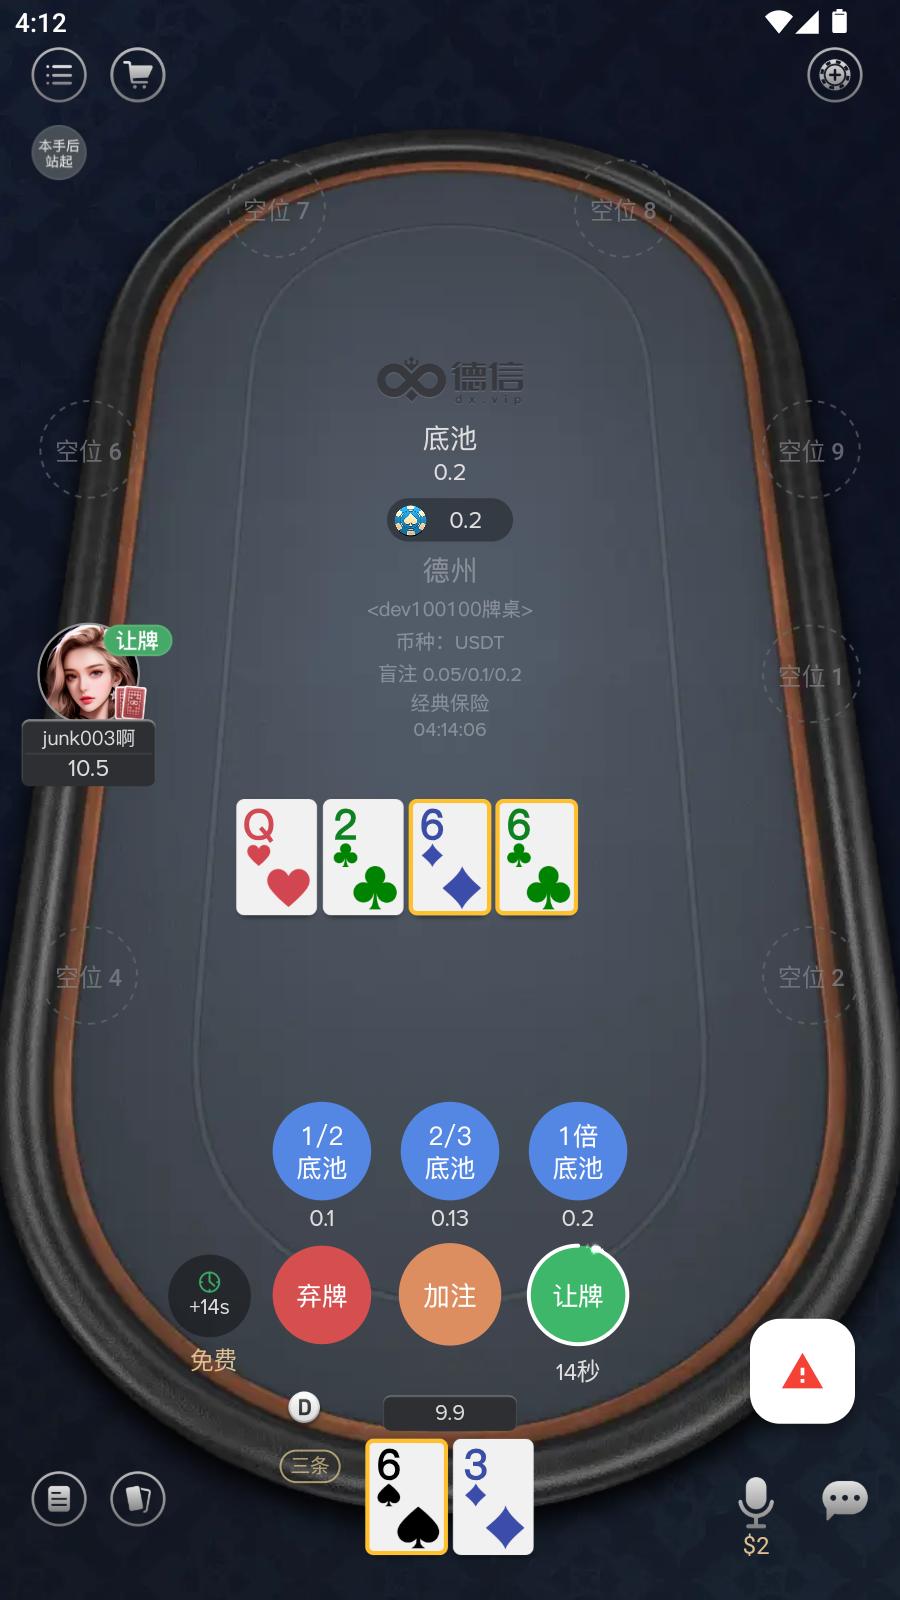 4:12
本手后
站起
空位 7
空位 8
德信
dx.vip
底池
0.2
空位 6
空位 9
0.2
德州
<dev100100牌桌>
币种：USDT
盲注 0.05/0.1/0.2
经典保险
04:14:06
让牌
空位 1
junk003啊
10.5
Q
2
6
6
空位 4
空位 2
1/2
底池
2/3
底池
1倍
底池
0.1
0.13
0.2
+14s
弃牌
加注
让牌
免费
14秒
D
9.9
三条
6
3
$2